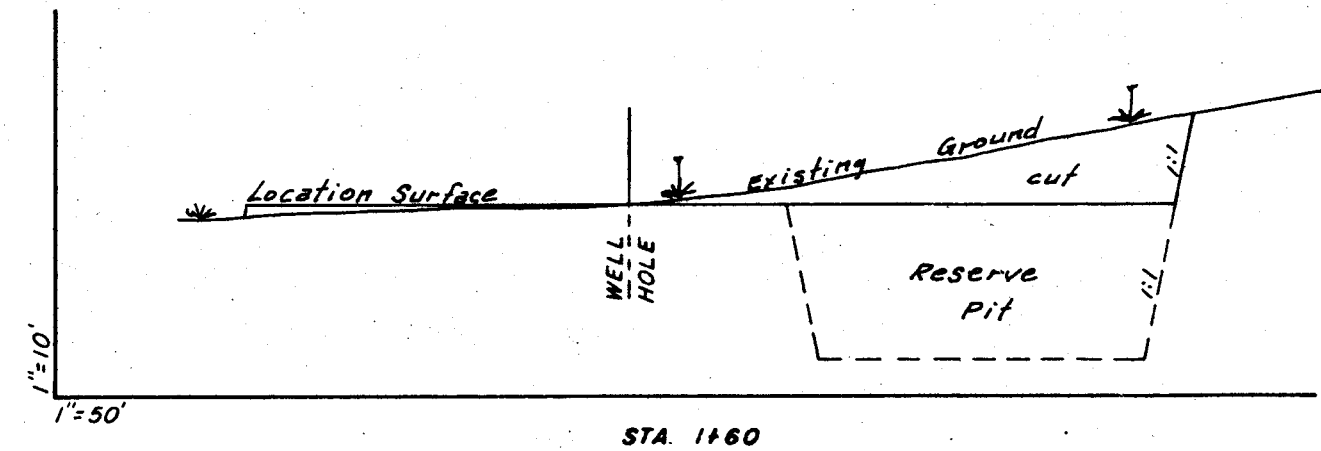 Location Surface
Existing Ground
cut
1:1
WELL HOLE
Reserve
Pit
1:1
1"=10'
1"=50'
STA. 1+60